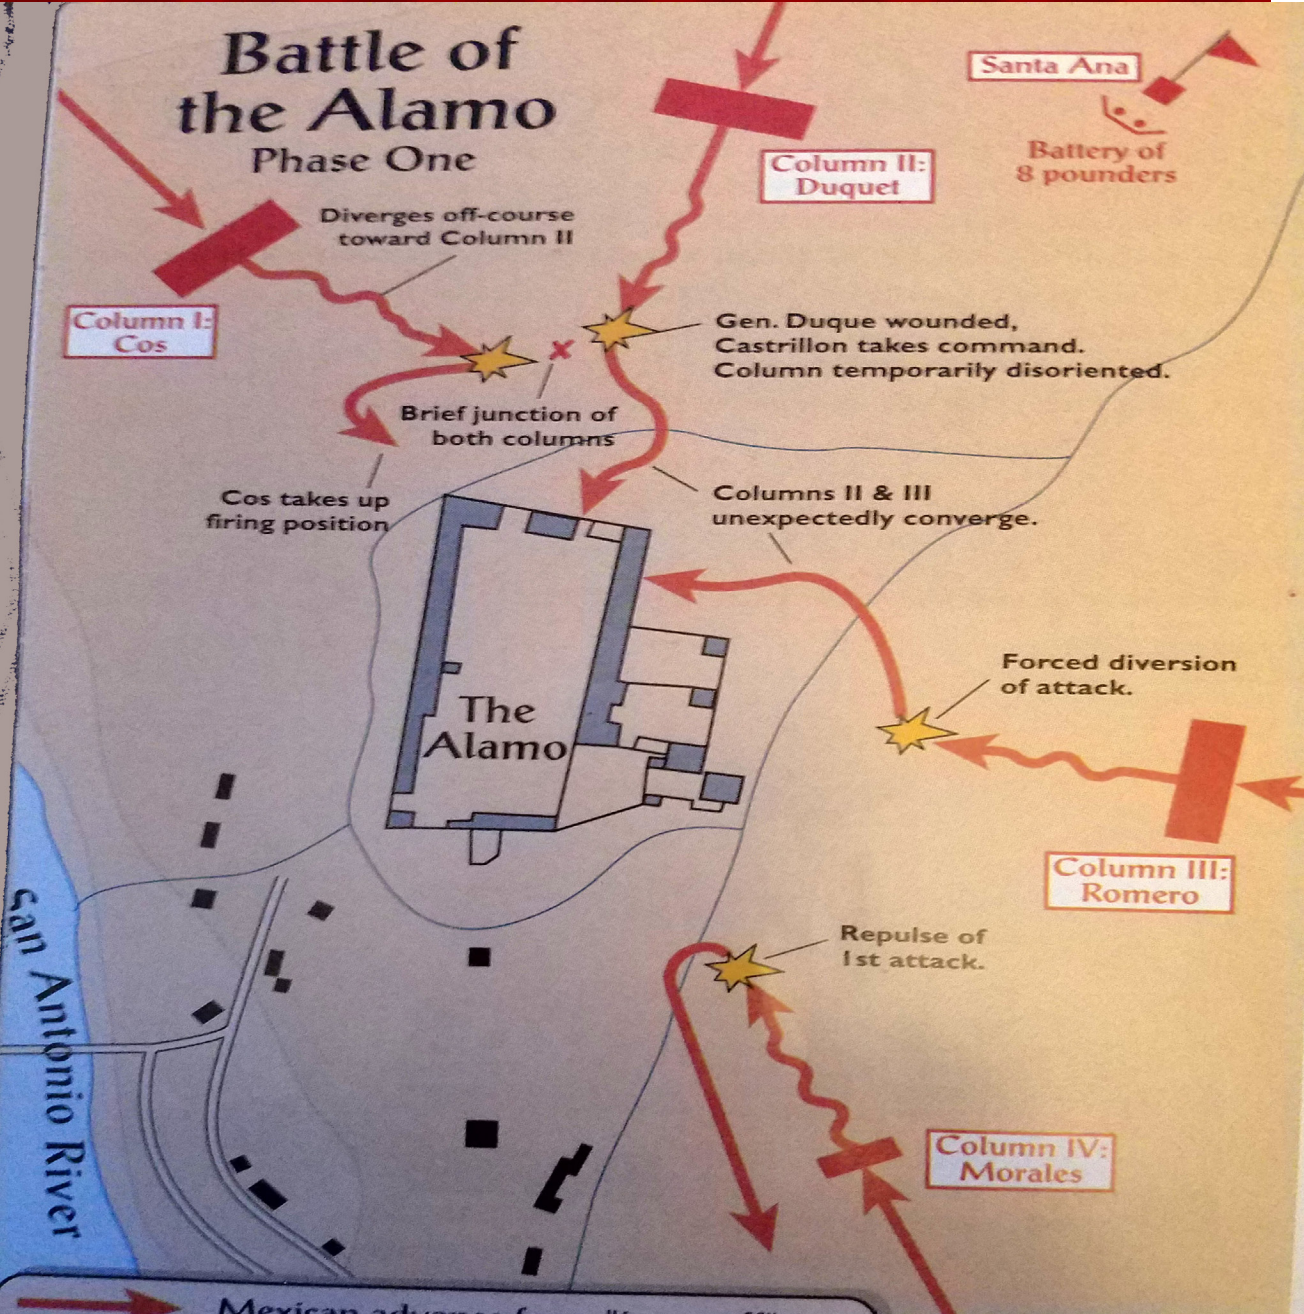 Battle of
the Alamo
Phase One
Santa Ana
Battery of
8 pounders
Column II:
Duquet
Diverges off-course
toward Column II
Column I:
Cos
Gen. Duque wounded,
Castrillon takes command.
Column temporarily disoriented.
Brief junction of
both columns
Cos takes up
firing position
Columns II & III
unexpectedly converge.
Forced diversion
of attack.
The
Alamo
Column III:
Romero
San Antonio River
Repulse of
1st attack.
Column IV:
Morales
Mexican